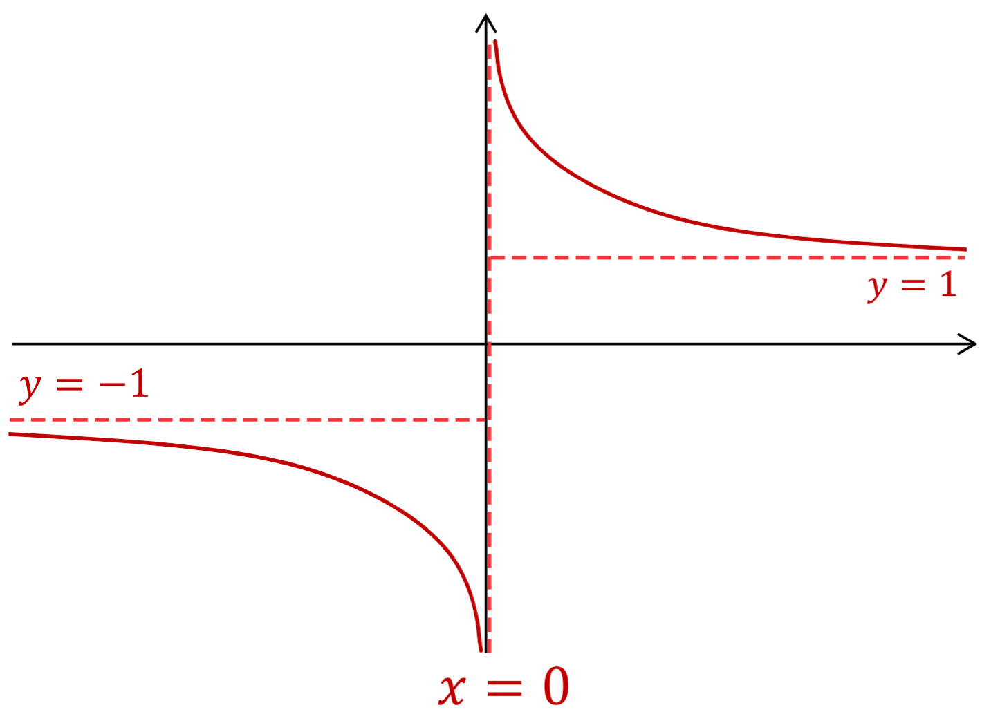 y = 1
y = −1
x = 0